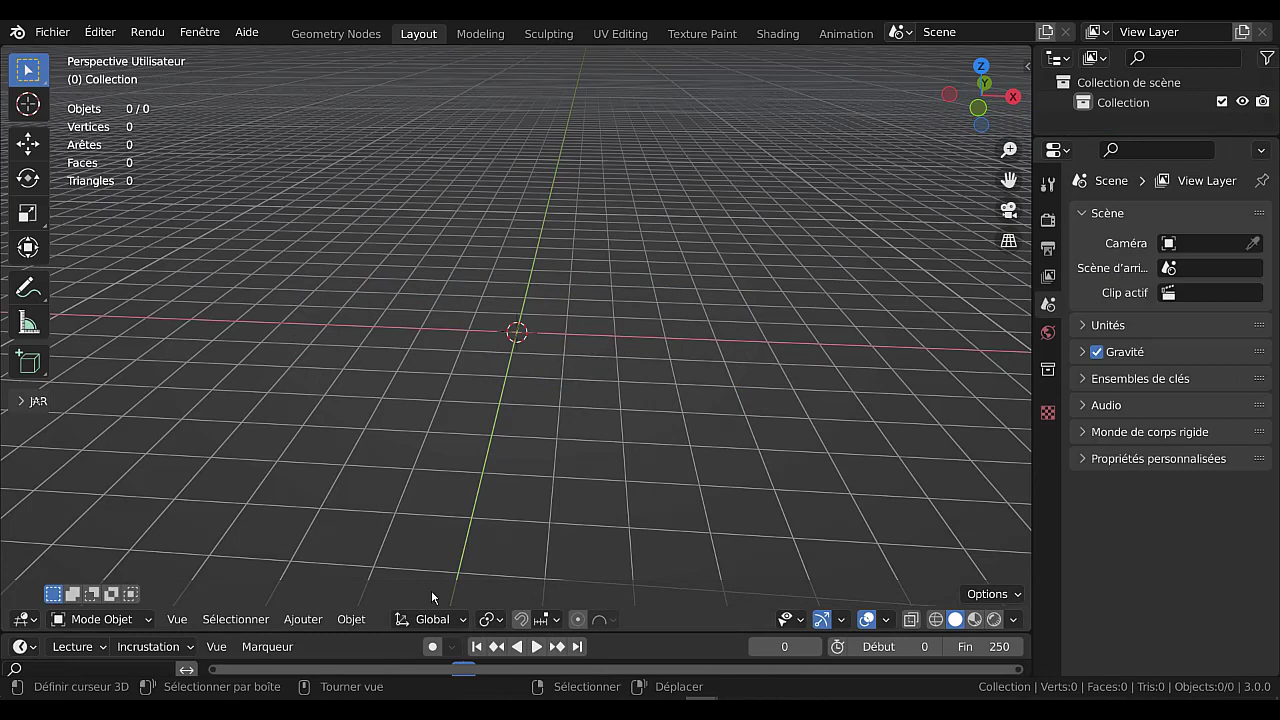 Fichier Éditer Rendu Fenêtre Aide Geometry Nodes Layout Modeling Sculpting UV Editing Texture Paint Shading Animation Scene View Layer
Perspective Utilisateur
(0) Collection
Objets 0 / 0
Vertices 0
Arêtes 0
Faces 0
Triangles 0
JAR
Z
Y
X
Options
Mode Objet Vue Sélectionner Ajouter Objet Global
Lecture Incrustation Vue Marqueur 0 Début 0 Fin 250
Collection de scène
Collection
Scene View Layer
Scène
Caméra
Scène d'arri...
Clip actif
Unités
Gravité
Ensembles de clés
Audio
Monde de corps rigide
Propriétés personnalisées
Définir curseur 3D Sélectionner par boîte Tourner vue Sélectionner Déplacer Collection | Verts:0 | Faces:0 | Tris:0 | Objects:0/0 | 3.0.0